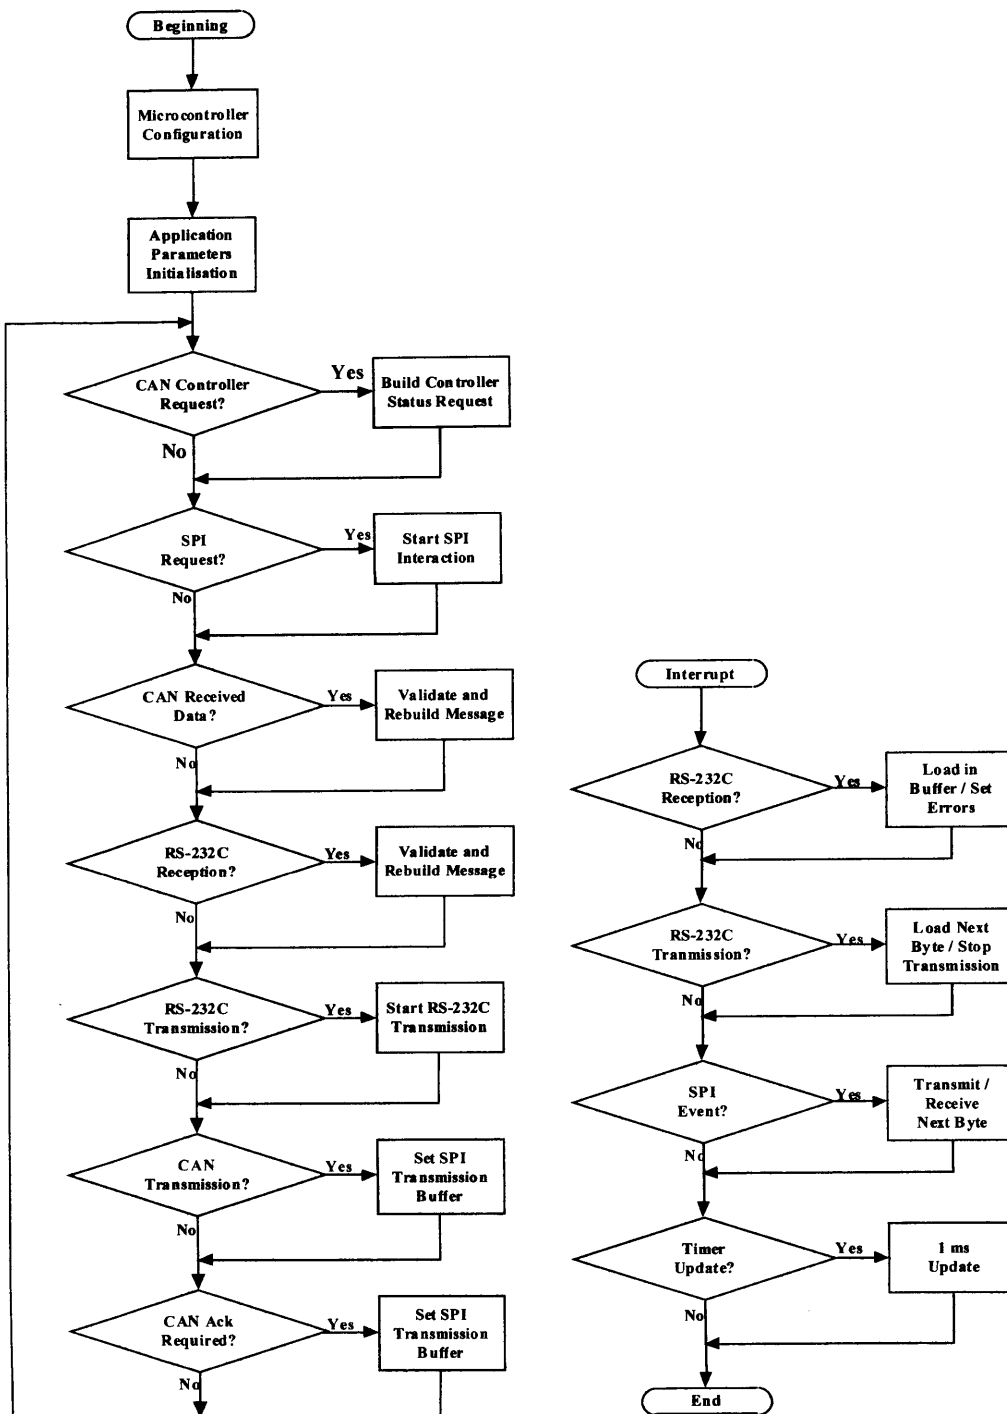 Beginning
Microcontroller
Configuration
Application
Parameters
Initialisation
CAN Controller
Request?
Yes
Build Controller
Status Request
No
SPI
Request?
Yes
Start SPI
Interaction
No
CAN Received
Data?
Yes
Validate and
Rebuild Message
No
RS-232C
Reception?
Yes
Validate and
Rebuild Message
No
RS-232C
Transmission?
Yes
Start RS-232C
Transmission
No
CAN
Transmission?
Yes
Set SPI
Transmission
Buffer
No
CAN Ack
Required?
Yes
Set SPI
Transmission
Buffer
No
Interrupt
RS-232C
Reception?
Yes
Load in
Buffer / Set
Errors
No
RS-232C
Tranmission?
Yes
Load Next
Byte / Stop
Transmission
No
SPI
Event?
Yes
Transmit /
Receive
Next Byte
No
Timer
Update?
Yes
1 ms
Update
No
End